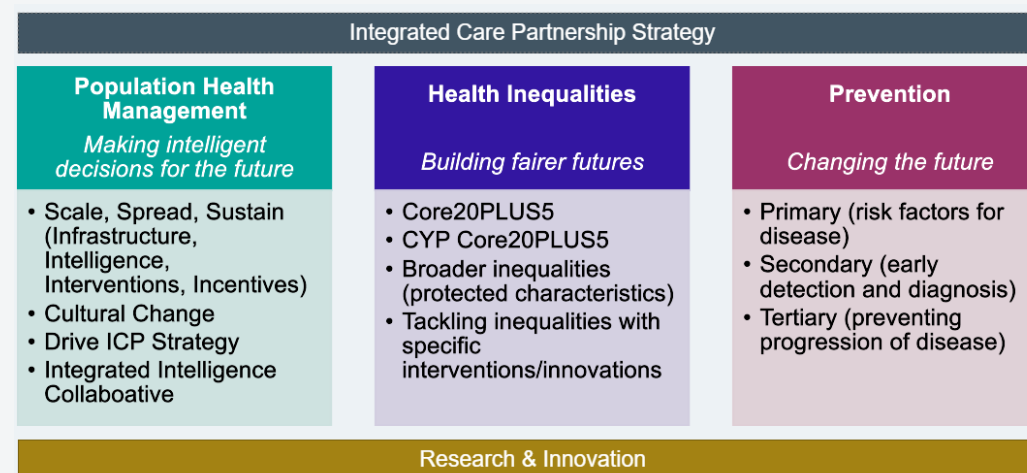 Integrated Care Partnership Strategy
Population Health
Management
Making intelligent
decisions for the future
• Scale, Spread, Sustain
(Infrastructure,
Intelligence,
Interventions, Incentives)
• Cultural Change
• Drive ICP Strategy
• Integrated Intelligence
Collaboative
Health Inequalities
Building fairer futures
• Core20PLUS5
• CYP Core20PLUS5
• Broader inequalities
(protected characteristics)
• Tackling inequalities with
specific
interventions/innovations
Prevention
Changing the future
• Primary (risk factors for
disease)
• Secondary (early
detection and diagnosis)
• Tertiary (preventing
progression of disease)
Research & Innovation